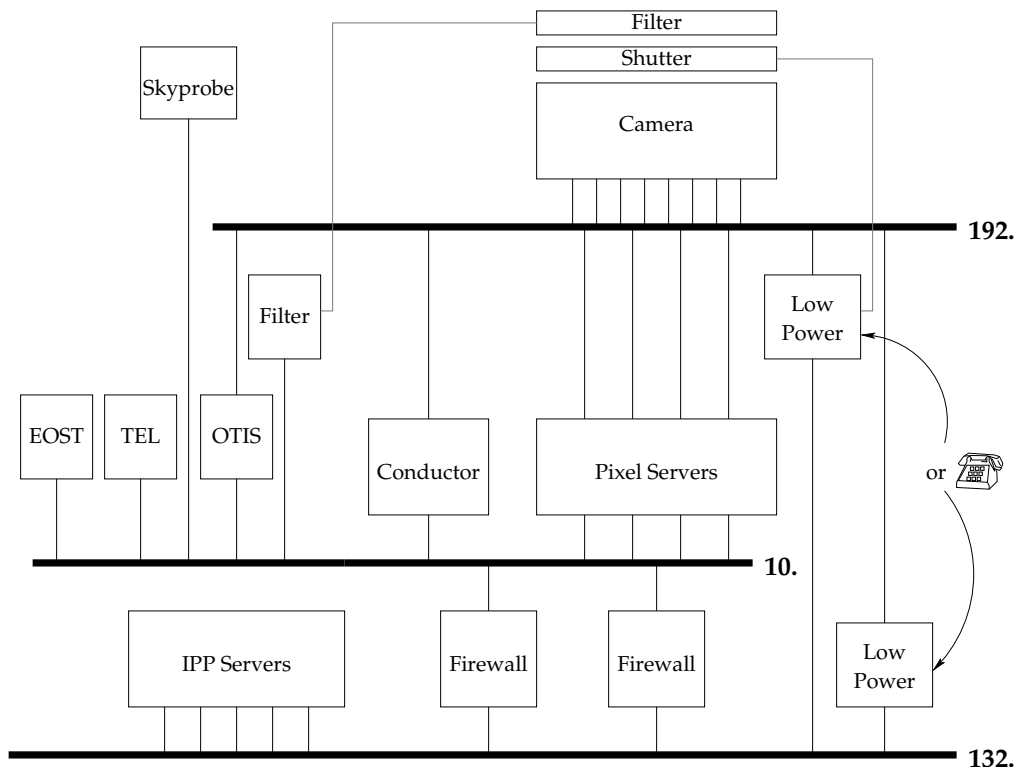 Filter
Shutter
Skyprobe
Camera
192.
Filter
Low
Power
EOST
TEL
OTIS
Conductor
Pixel Servers
or
10.
IPP Servers
Firewall
Firewall
Low
Power
132.